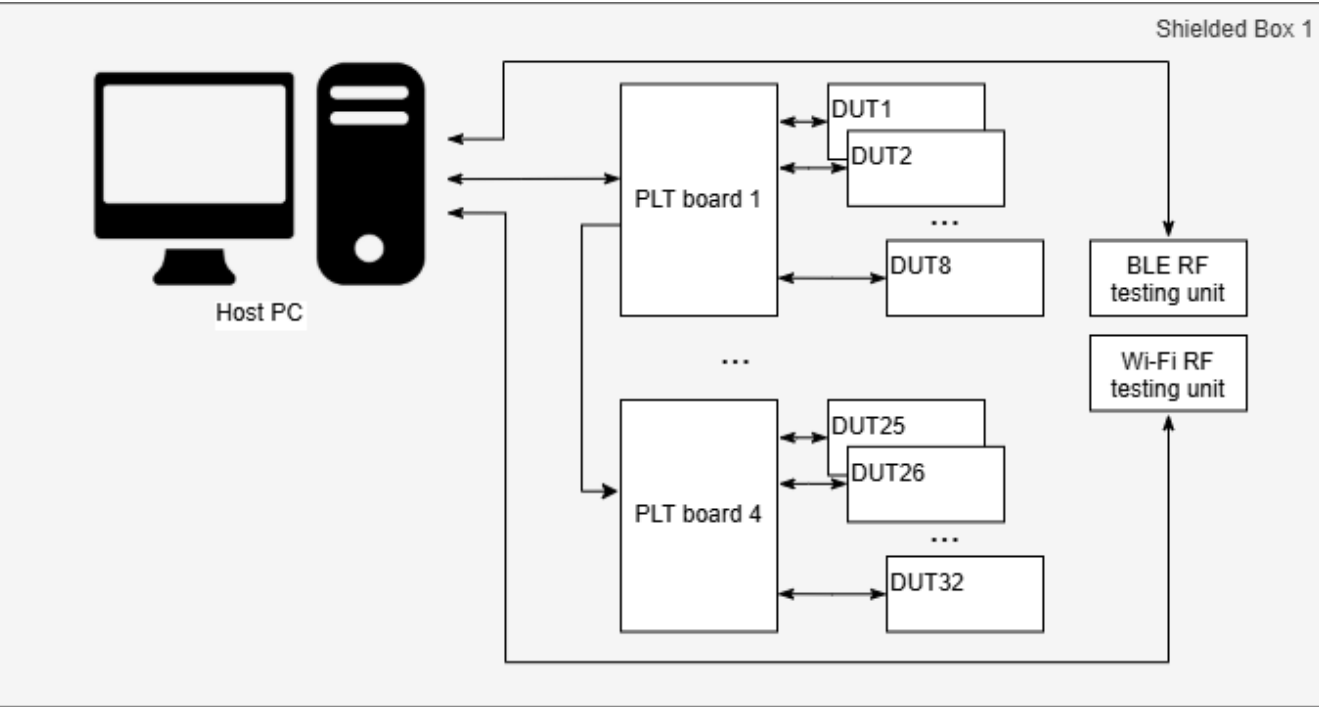 Shielded Box 1
Host PC
PLT board 1
DUT1
DUT2
...
DUT8
BLE RF
testing unit
Wi-Fi RF
testing unit
...
PLT board 4
DUT25
DUT26
...
DUT32